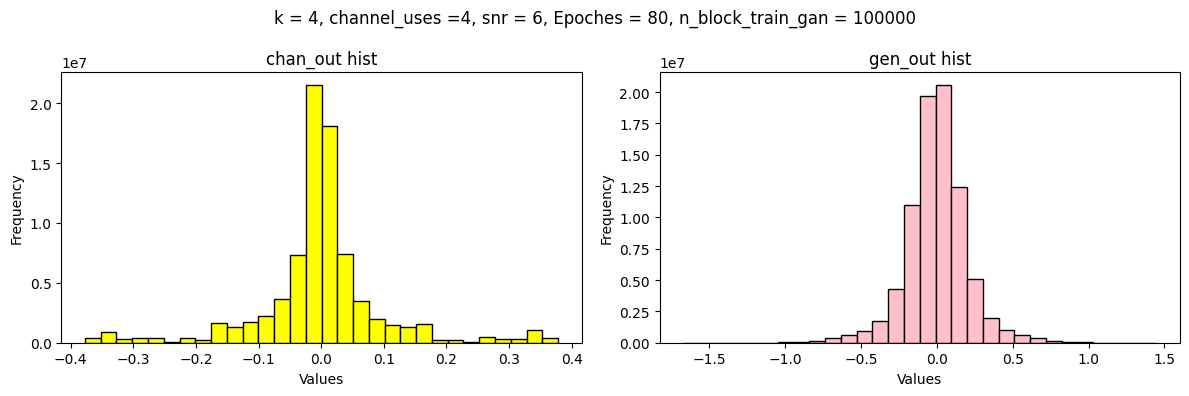 k = 4, channel_uses =4, snr = 6, Epoches = 80, n_block_train_gan = 100000
chan_out hist
1e7
2.0
1.5
1.0
0.5
0.0
Frequency
−0.4 −0.3 −0.2 −0.1 0.0 0.1 0.2 0.3 0.4
Values
gen_out hist
1e7
2.00
1.75
1.50
1.25
1.00
0.75
0.50
0.25
0.00
Frequency
−1.5 −1.0 −0.5 0.0 0.5 1.0 1.5
Values